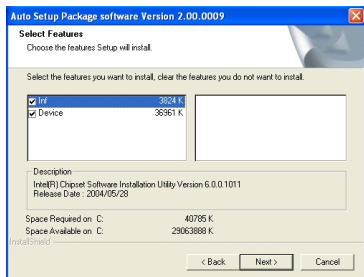 Auto Setup Package software Version 2.00.0009
Select Features
Choose the features Setup will install.
Select the features you want to install, clear the features you do not want to install.
Inf 3824 K
Device 36961 K
Description
Intel(R) Chipset Software Installation Utility Version 6.0.0.1011
Release Date : 2004/05/28
Space Required on C: 40785 K
Space Available on C: 29063888 K
InstallShield
< Back Next > Cancel